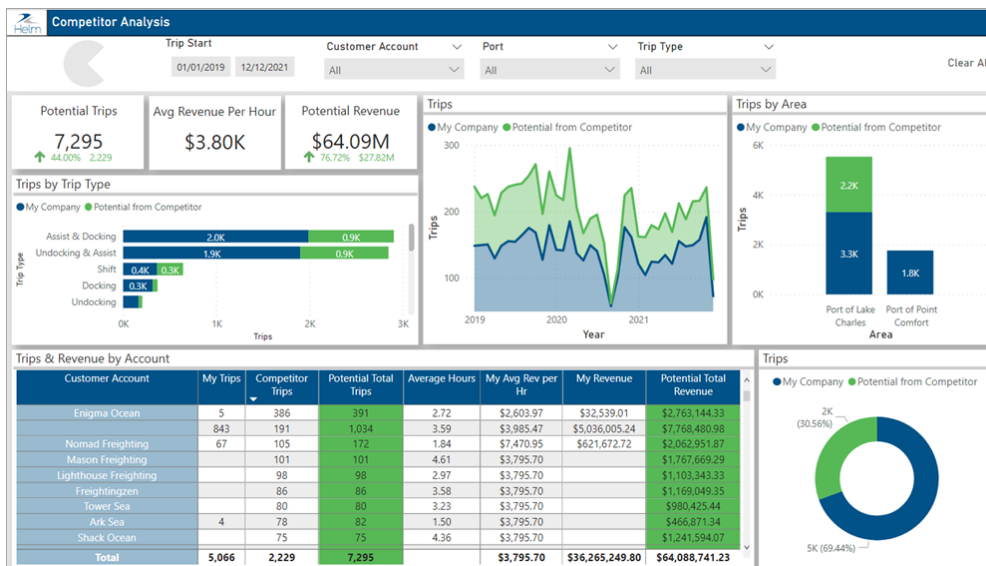 Helm
Competitor Analysis
Trip Start
Customer Account
Port
Trip Type
01/01/2019 12/12/2021
All
All
All
Clear Al
Potential Trips
7,295
44.00% 2,229
Avg Revenue Per Hour
$3.80K
Potential Revenue
$64.09M
76.72% $27.82M
Trips by Trip Type
My Company Potential from Competitor
Trip Type
Assist & Docking 2.0K 0.9K
Undocking & Assist 1.9K 0.9K
Shift 0.4K 0.3K
Docking 0.3K
Undocking
0K 1K 2K 3K
Trips
Trips
My Company Potential from Competitor
Trips
300
200
100
2019 2020 2021
Year
Trips by Area
My Company Potential from Competitor
Trips
6K
4K
2K
0K
2.2K
3.3K
1.8K
Port of Lake Charles
Port of Point Comfort
Area
Trips & Revenue by Account
Customer Account My Trips Competitor Trips Potential Total Trips Average Hours My Avg Rev per Hr My Revenue Potential Total Revenue
Enigma Ocean 5 386 391 2.72 $2,603.97 $32,539.01 $2,763,144.33
843 191 1,034 3.59 $3,985.47 $5,036,005.24 $7,768,480.98
Nomad Freighting 67 105 172 1.84 $7,470.95 $621,672.72 $2,062,951.87
Mason Freighting 101 101 4.61 $3,795.70 $1,767,669.29
Lighthouse Freighting 98 98 2.97 $3,795.70 $1,103,343.33
Freightingzen 86 86 3.58 $3,795.70 $1,169,049.35
Tower Sea 80 80 3.23 $3,795.70 $980,425.44
Ark Sea 4 78 82 1.50 $3,795.70 $466,871.34
Shack Ocean 75 75 4.36 $3,795.70 $1,241,594.07
Total 5,066 2,229 7,295 $3,795.70 $36,265,249.80 $64,088,741.23
Trips
My Company Potential from Competitor
2K
(30.56%)
5K (69.44%)